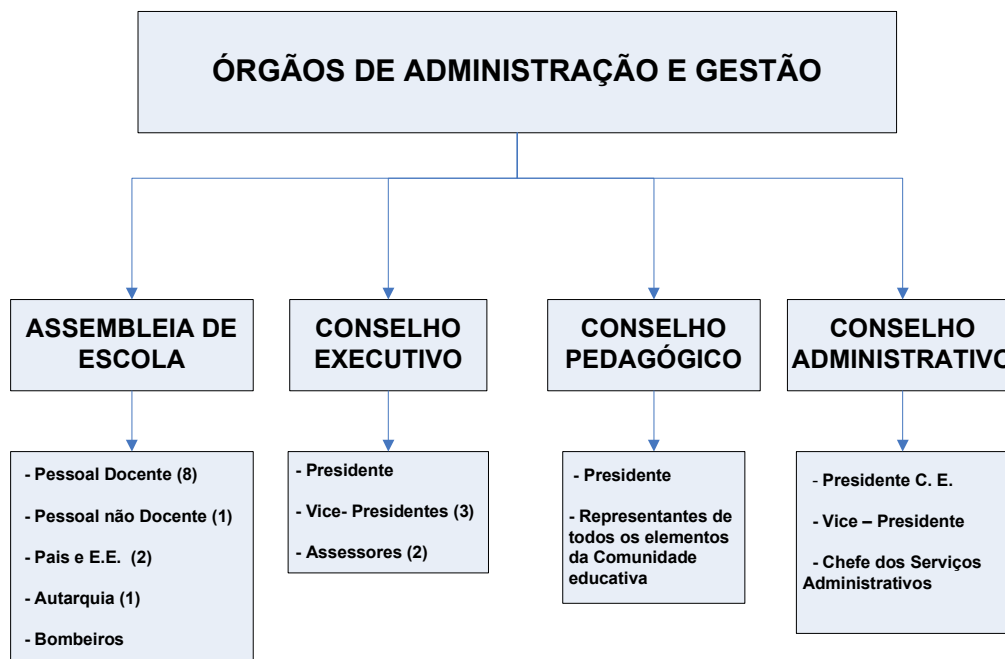 ÓRGÃOS DE ADMINISTRAÇÃO E GESTÃO
ASSEMBLEIA DE
ESCOLA
CONSELHO
EXECUTIVO
CONSELHO
PEDAGÓGICO
CONSELHO
ADMINISTRATIVO
- Pessoal Docente (8)
- Pessoal não Docente (1)
- Pais e E.E. (2)
- Autarquia (1)
- Bombeiros
- Presidente
- Vice- Presidentes (3)
- Assessores (2)
- Presidente
- Representantes de
todos os elementos
da Comunidade
educativa
- Presidente C. E.
- Vice – Presidente
- Chefe dos Serviços
Administrativos